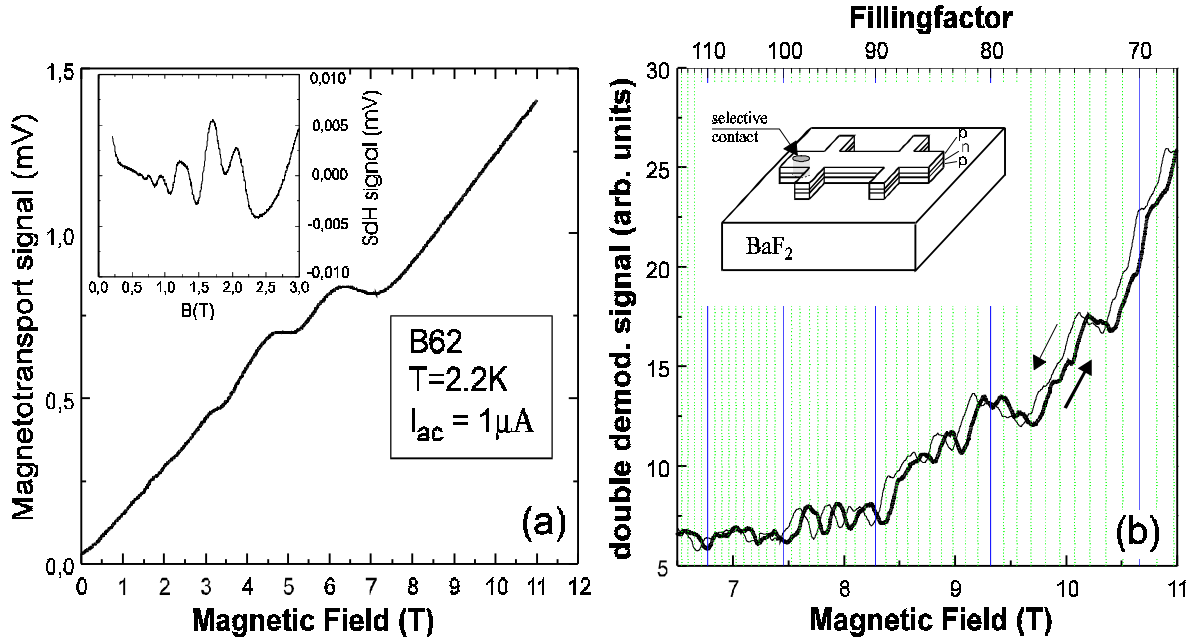 (a)
Magnetotransport signal (mV)
1,5
1,0
0,5
0,0
0 1 2 3 4 5 6 7 8 9 10 11 12
Magnetic Field (T)
0,010
0,005
0,000
-0,005
-0,010
SdH signal (mV)
0,0 0,5 1,0 1,5 2,0 2,5 3,0
B(T)
B62
T=2.2K
Iac = 1µA
(a)
(b)
Fillingfactor
110 100 90 80 70
double demod. signal (arb. units)
30
25
20
15
10
5
selective
contact
p
n
p
BaF2
(b)
7 8 9 10 11
Magnetic Field (T)